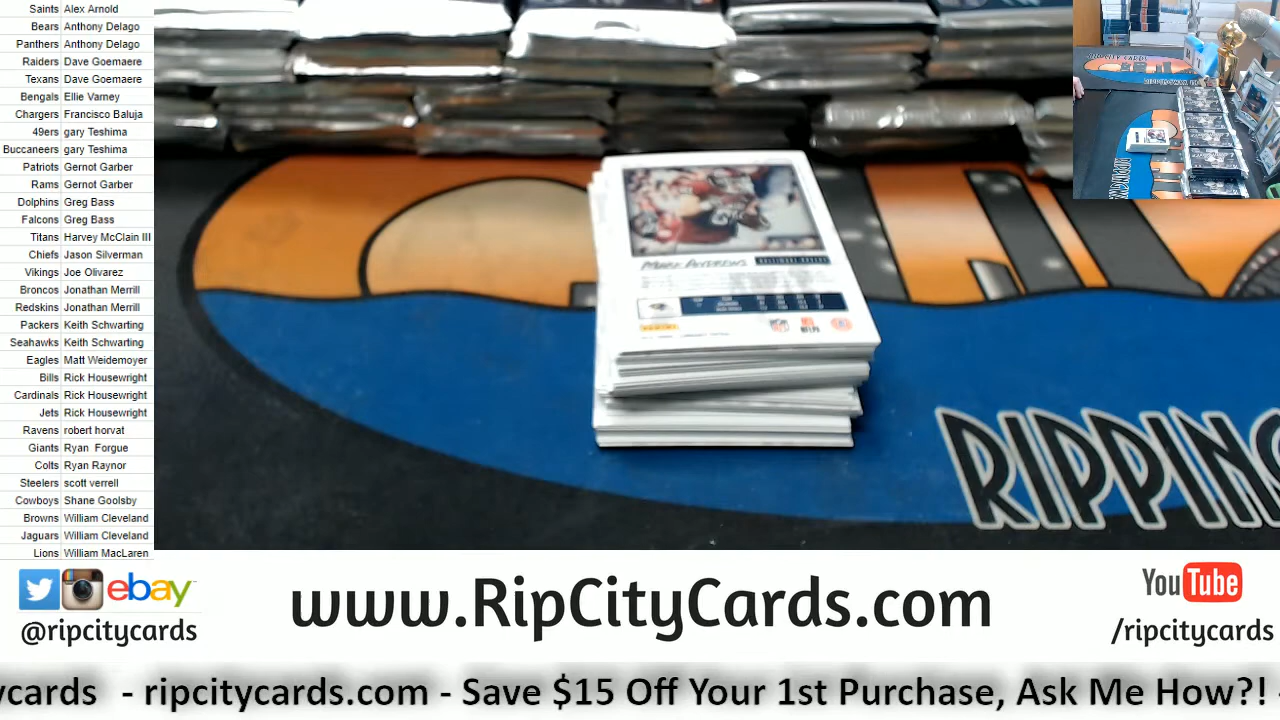 Saints Alex Arnold
Bears Anthony Delago
Panthers Anthony Delago
Raiders Dave Goemaere
Texans Dave Goemaere
Bengals Ellie Varney
Chargers Francisco Baluja
49ers gary Teshima
Buccaneers gary Teshima
Patriots Gernot Garber
Rams Gernot Garber
Dolphins Greg Bass
Falcons Greg Bass
Titans Harvey McClain III
Chiefs Jason Silverman
Vikings Joe Olivarez
Broncos Jonathan Merrill
Redskins Jonathan Merrill
Packers Keith Schwarting
Seahawks Keith Schwarting
Eagles Matt Weidemoyer
Bills Rick Housewright
Cardinals Rick Housewright
Jets Rick Housewright
Ravens robert horvat
Giants Ryan Forgue
Colts Ryan Raynor
Steelers scott verrell
Cowboys Shane Goolsby
Browns William Cleveland
Jaguars William Cleveland
Lions William MacLaren
Mark Andrews
PANINI
RIPPING
ebay
@ripcitycards
www.RipCityCards.com
YouTube
/ripcitycards
ycards - ripcitycards.com - Save $15 Off Your 1st Purchase, Ask Me How?!